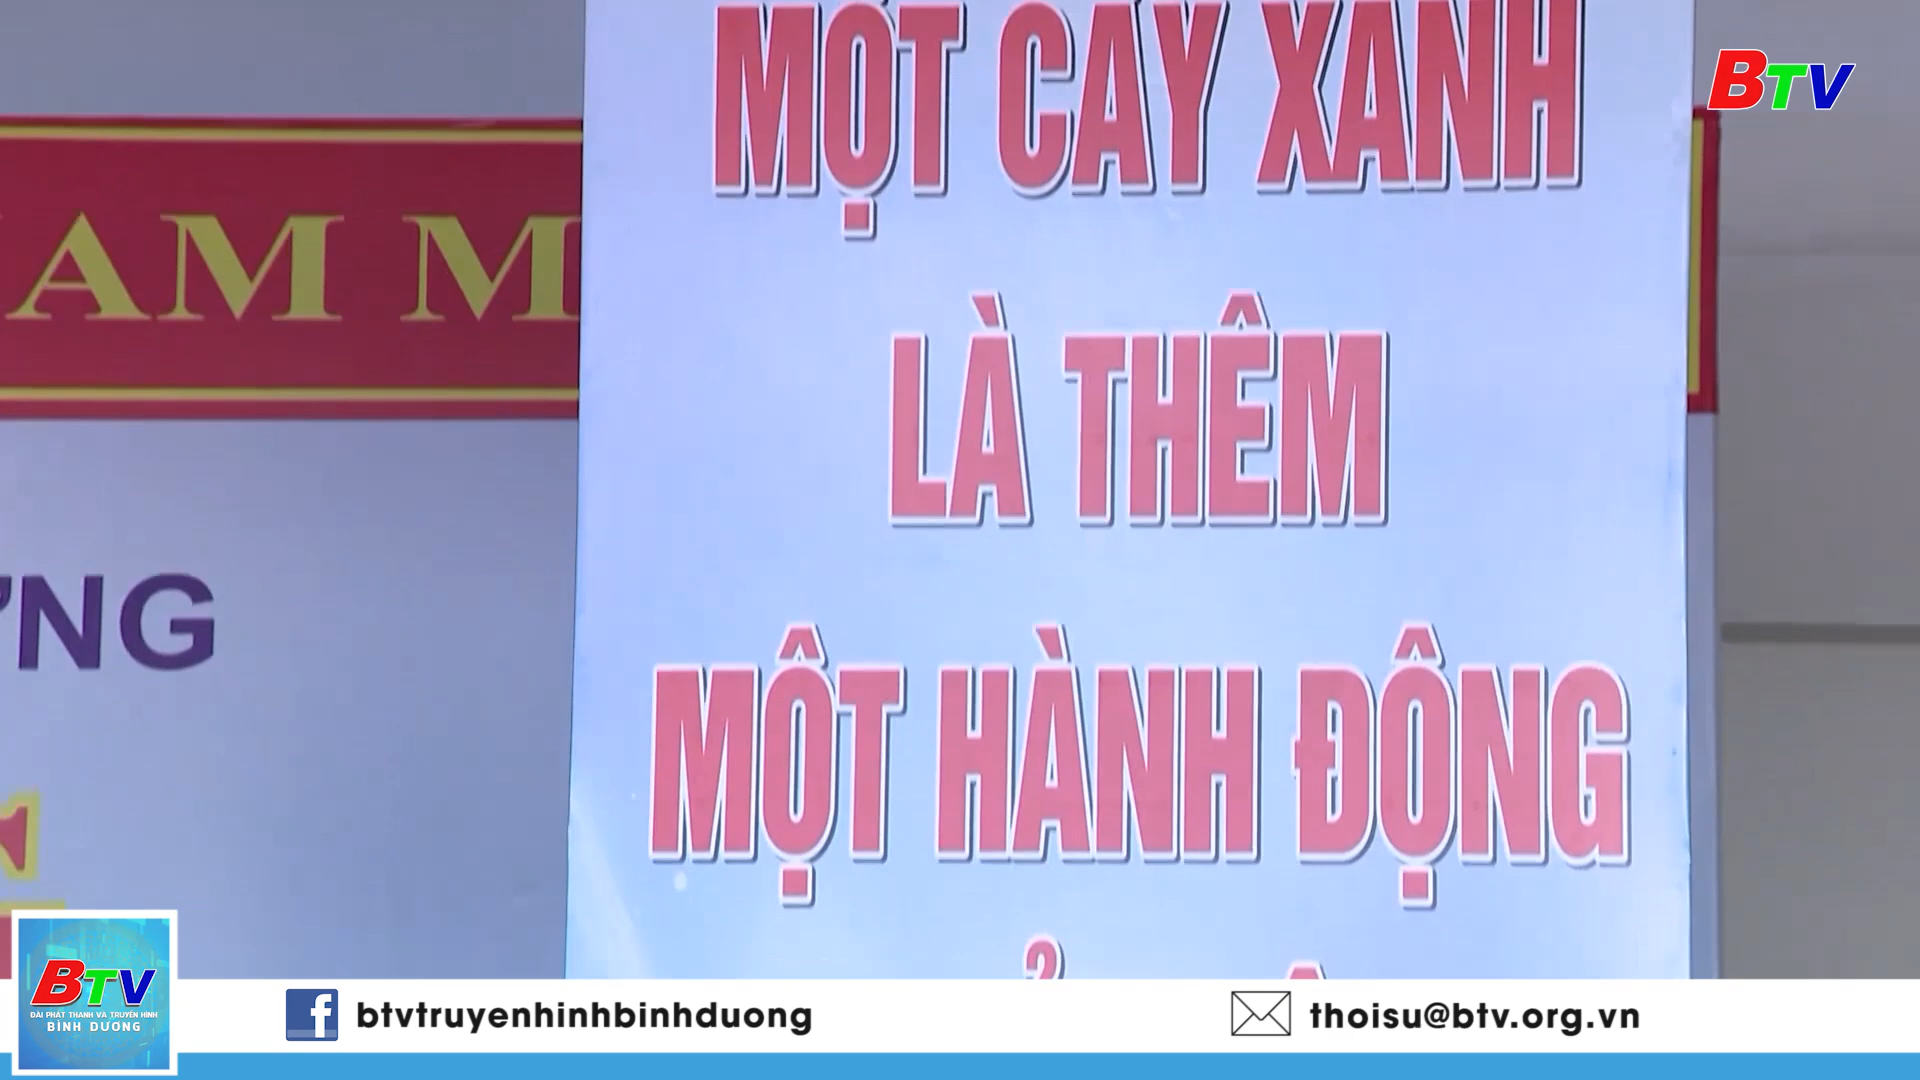 MỘT CÂY XANH
BTV
AM M
LÀ THÊM
ƯNG
MỘT HÀNH ĐỘNG
BTV
ĐÀI PHÁT THANH VÀ TRUYỀN HÌNH
BÌNH DƯƠNG
btvtruyenhinhbinhduong
thoisu@btv.org.vn